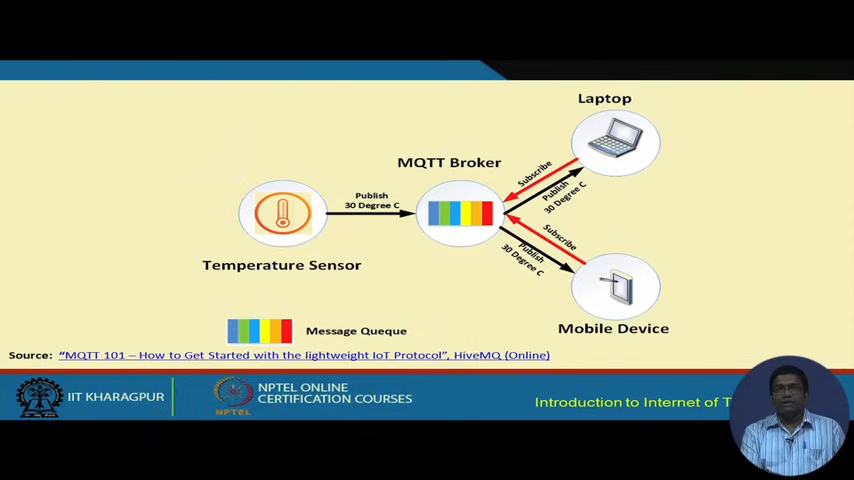 Laptop
MQTT Broker
Subscribe
Publish
30 Degree C
Publish
30 Degree C
Subscribe
Publish
30 Degree C
Temperature Sensor
Mobile Device
Message Queque
Source: “MQTT 101 – How to Get Started with the lightweight IoT Protocol”, HiveMQ (Online)
IIT KHARAGPUR
NPTEL
NPTEL ONLINE
CERTIFICATION COURSES
Introduction to Internet of T